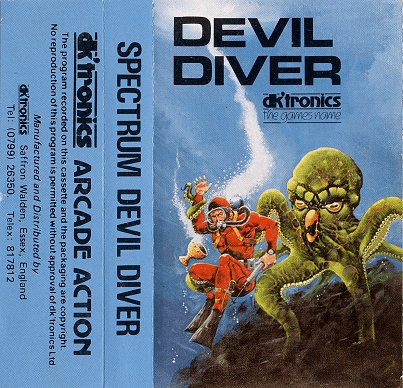 DEVIL
DIVER
dk'tronics
the games name
SPECTRUM DEVIL DIVER
dk'tronics ARCADE ACTION
The program recorded on this cassette and the packaging are copyright.
No reproduction of this program is permitted without approval of dk'tronics Ltd
Manufactured and Distributed by
dk'tronics Saffron Walden, Essex, England
Tel: (0799) 26350. Telex: 817812